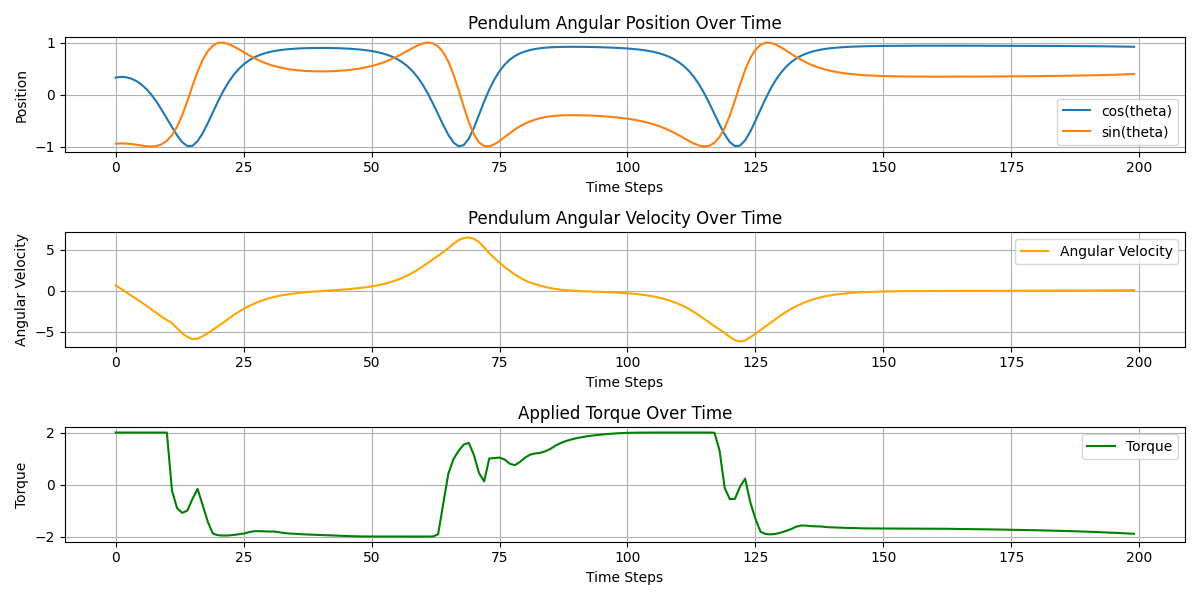 Pendulum Angular Position Over Time
Position
1
0
−1
cos(theta)
sin(theta)
0 25 50 75 100 125 150 175 200
Time Steps
Pendulum Angular Velocity Over Time
Angular Velocity
5
0
−5
Angular Velocity
0 25 50 75 100 125 150 175 200
Time Steps
Applied Torque Over Time
Torque
2
0
−2
Torque
0 25 50 75 100 125 150 175 200
Time Steps